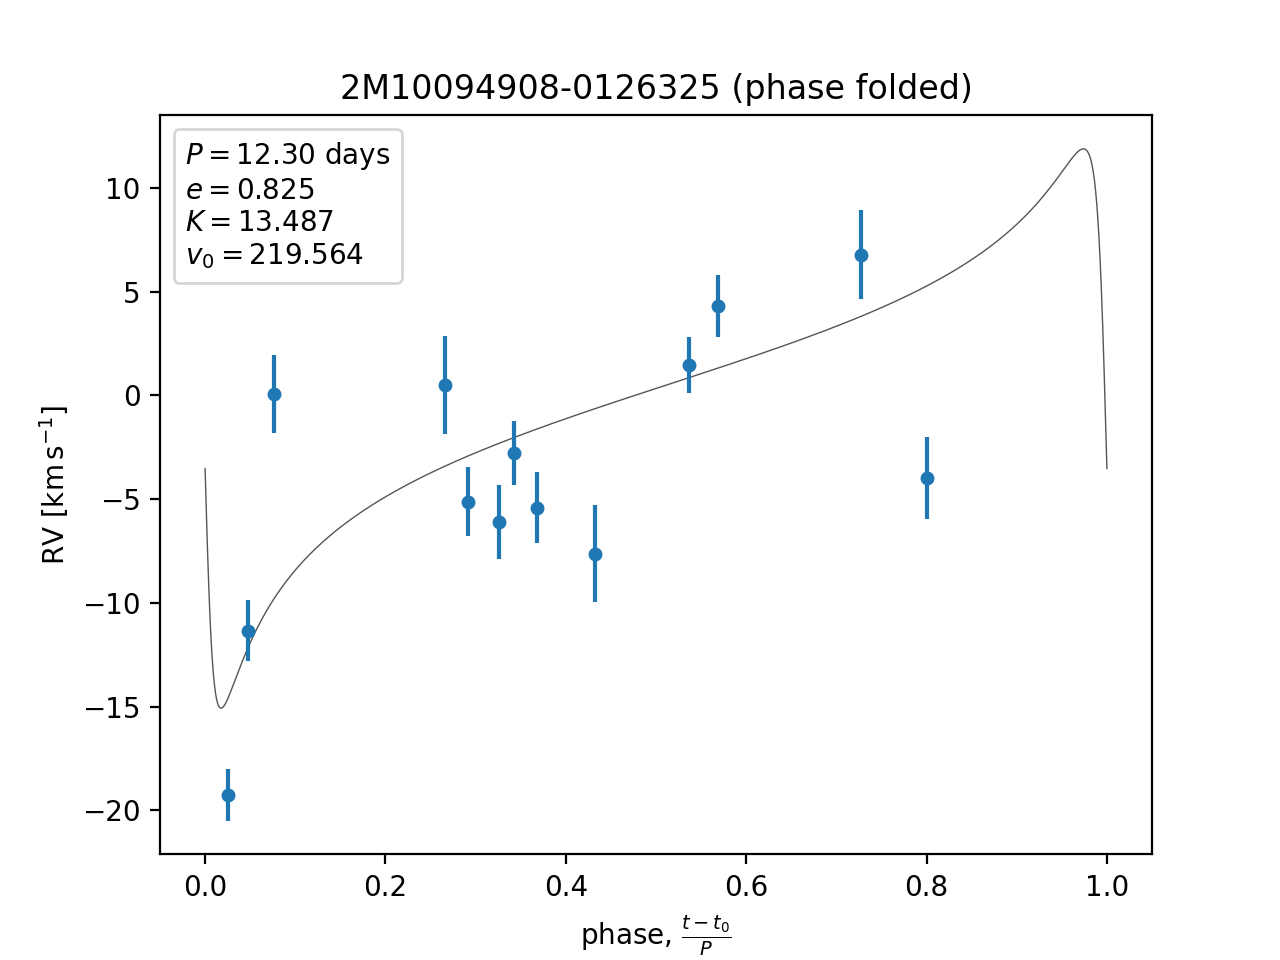 2M10094908-0126325 (phase folded)
P = 12.30 days
e = 0.825
K = 13.487
v₀ = 219.564
10
5
0
−5
−10
−15
−20
RV [km s⁻¹]
0.0 0.2 0.4 0.6 0.8 1.0
phase, (t − t₀)/P